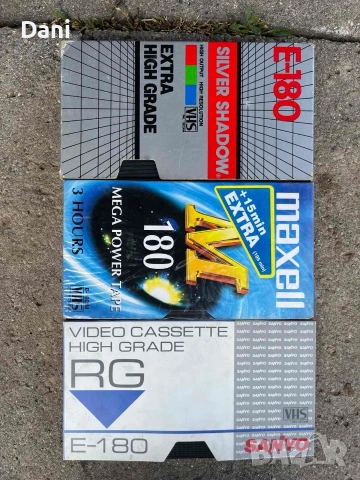 Dani
E-180
SILVER SHADOW
HIGH OUTPUT HIGH RESOLUTION
EXTRA
HIGH GRADE
VHS
maxell
+15min
EXTRA
M
180
MEGA POWER TAPE
3 HOURS
VHS
VIDEO CASSETTE
HIGH GRADE
RG
E-180
VHS
SANYO
BAZAR